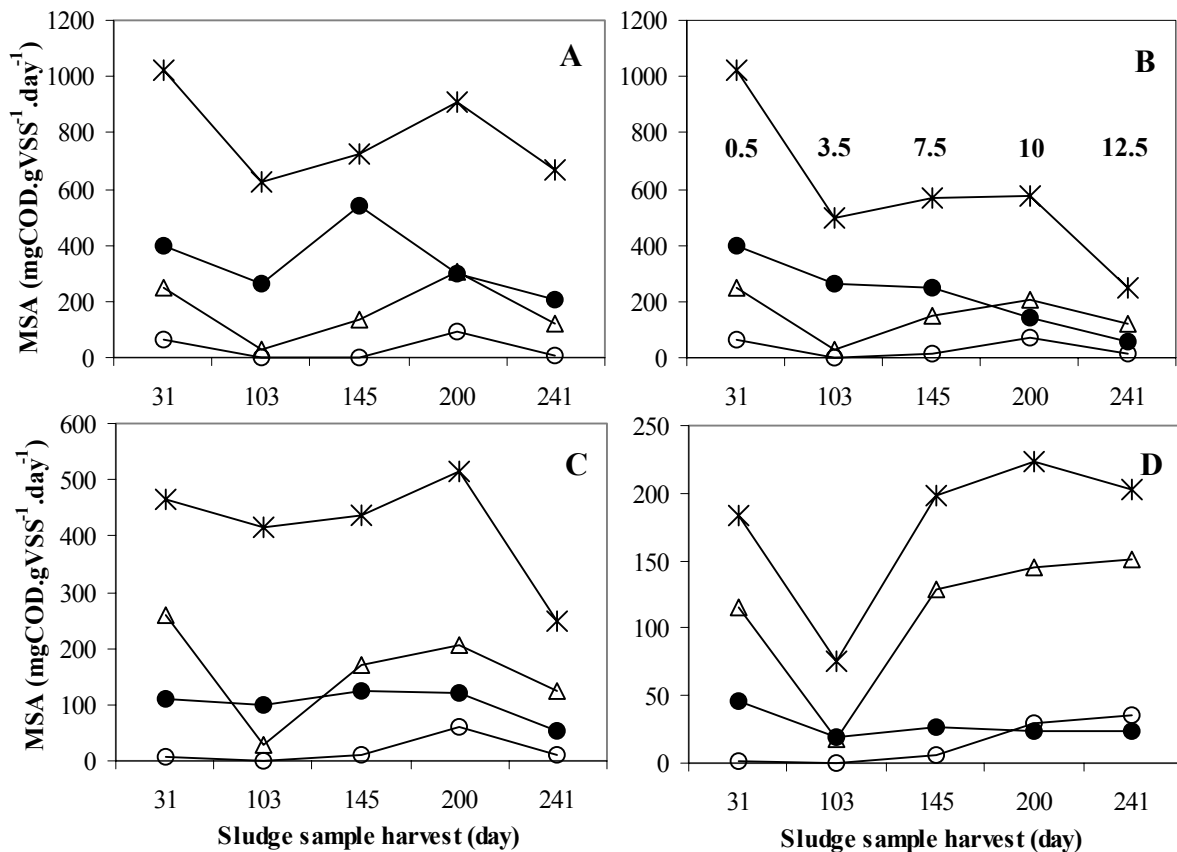 1200
1000
800
600
400
200
0
MSA (mgCOD.gVSS⁻¹.day⁻¹)
A
31 103 145 200 241
1200
1000
800
600
400
200
0
B
0.5 3.5 7.5 10 12.5
31 103 145 200 241
600
500
400
300
200
100
0
MSA (mgCOD.gVSS⁻¹.day⁻¹)
C
31 103 145 200 241
Sludge sample harvest (day)
250
200
150
100
50
0
D
31 103 145 200 241
Sludge sample harvest (day)